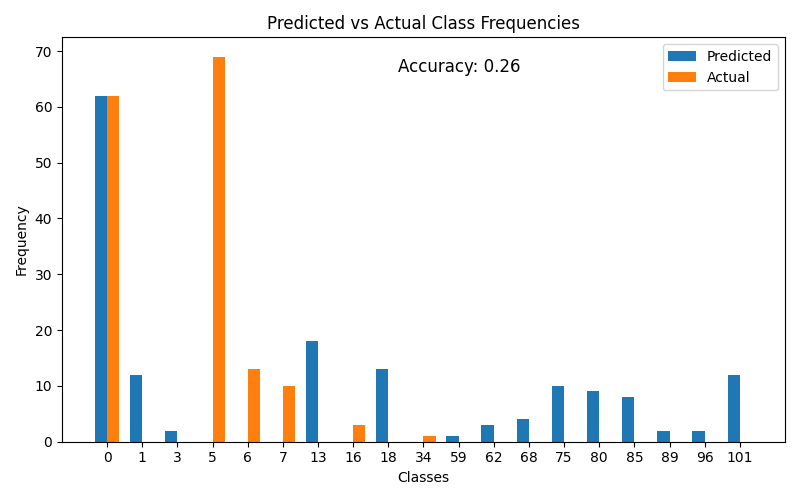 Predicted vs Actual Class Frequencies
Accuracy: 0.26
Predicted
Actual
Frequency
70
60
50
40
30
20
10
0
0 1 3 5 6 7 13 16 18 34 59 62 68 75 80 85 89 96 101
Classes